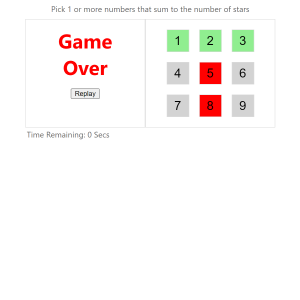 Pick 1 or more numbers that sum to the number of stars
Game
Over
Replay
1 2 3
4 5 6
7 8 9
Time Remaining: 0 Secs